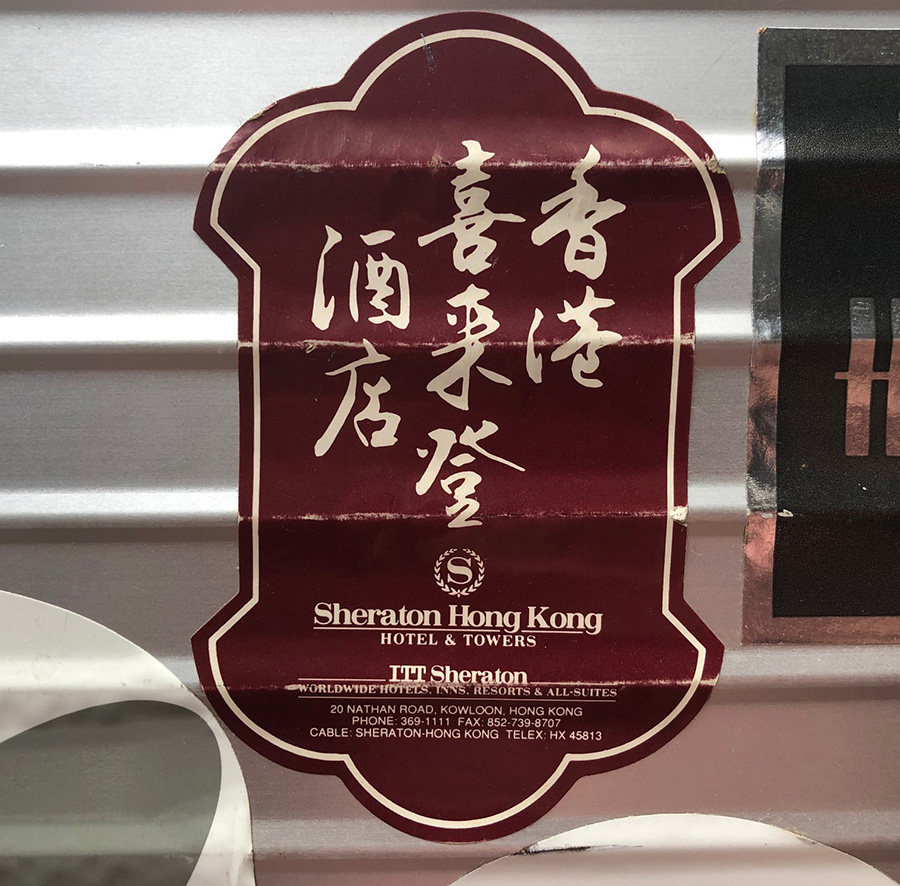 香港
喜来登
酒店
S
Sheraton Hong Kong
HOTEL & TOWERS
ITT Sheraton
WORLDWIDE HOTELS, INNS, RESORTS & ALL-SUITES
20 NATHAN ROAD, KOWLOON, HONG KONG
PHONE: 369-1111 FAX: 852-739-8707
CABLE: SHERATON-HONG KONG TELEX: HX 45813